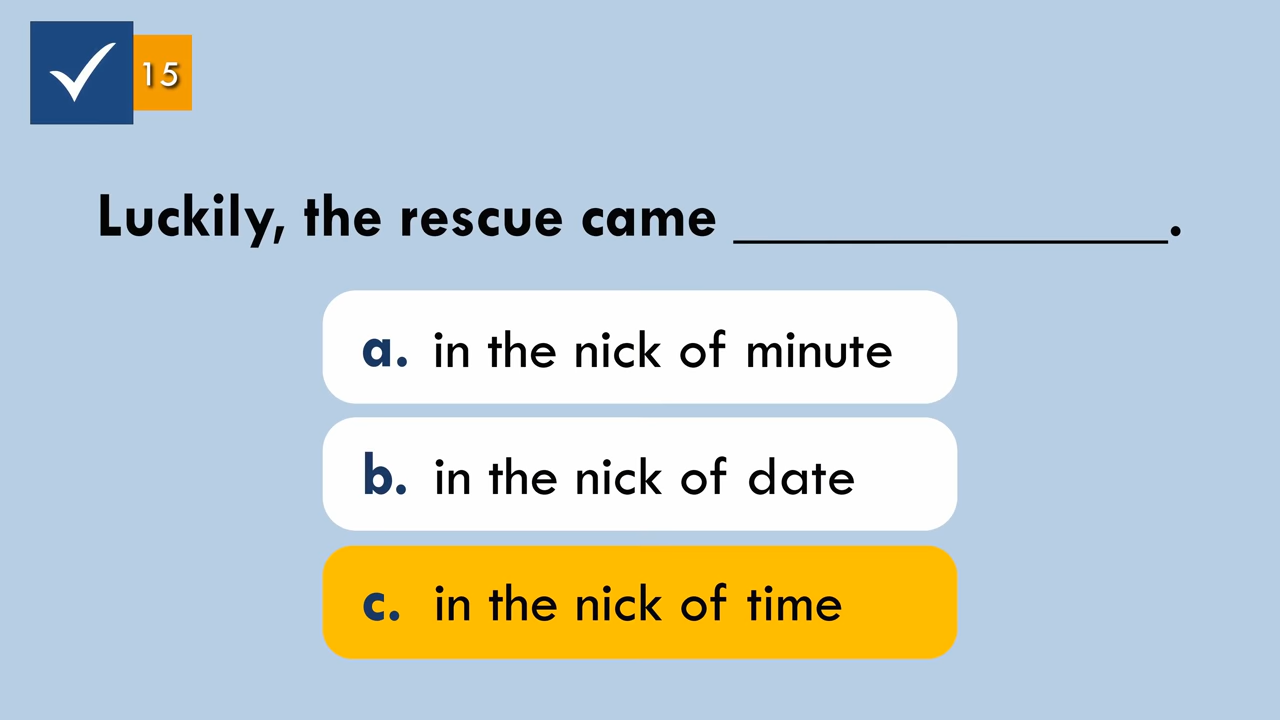 15
Luckily, the rescue came _______________.
a. in the nick of minute
b. in the nick of date
c. in the nick of time